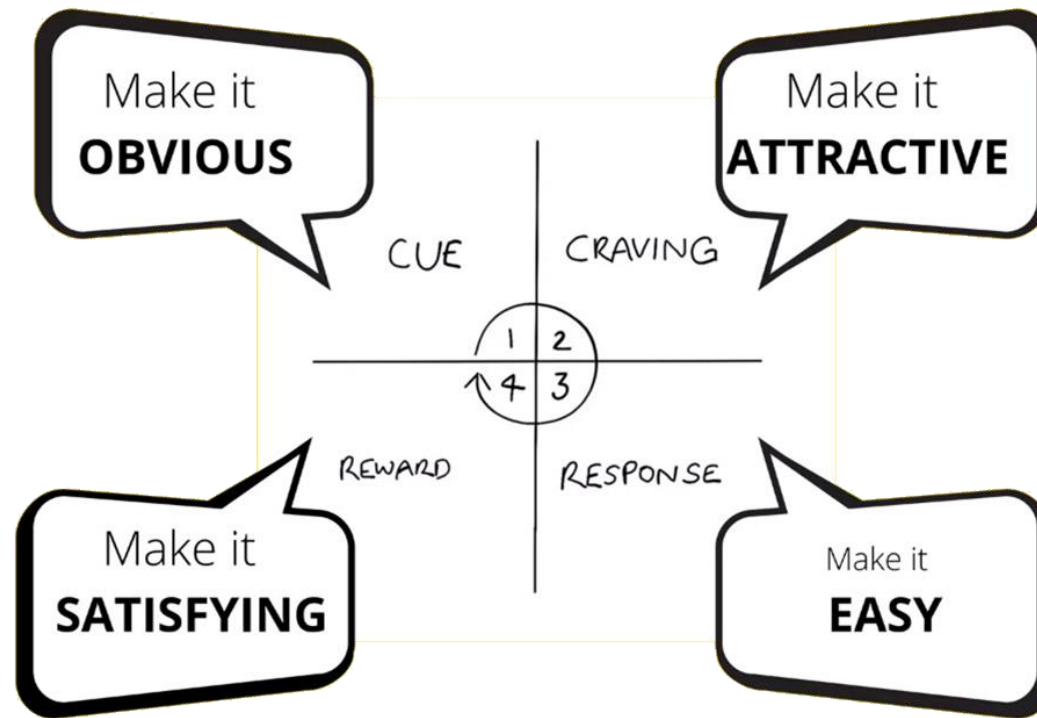 Make it
OBVIOUS
Make it
ATTRACTIVE
CUE
CRAVING
1
2
4
3
REWARD
RESPONSE
Make it
SATISFYING
Make it
EASY